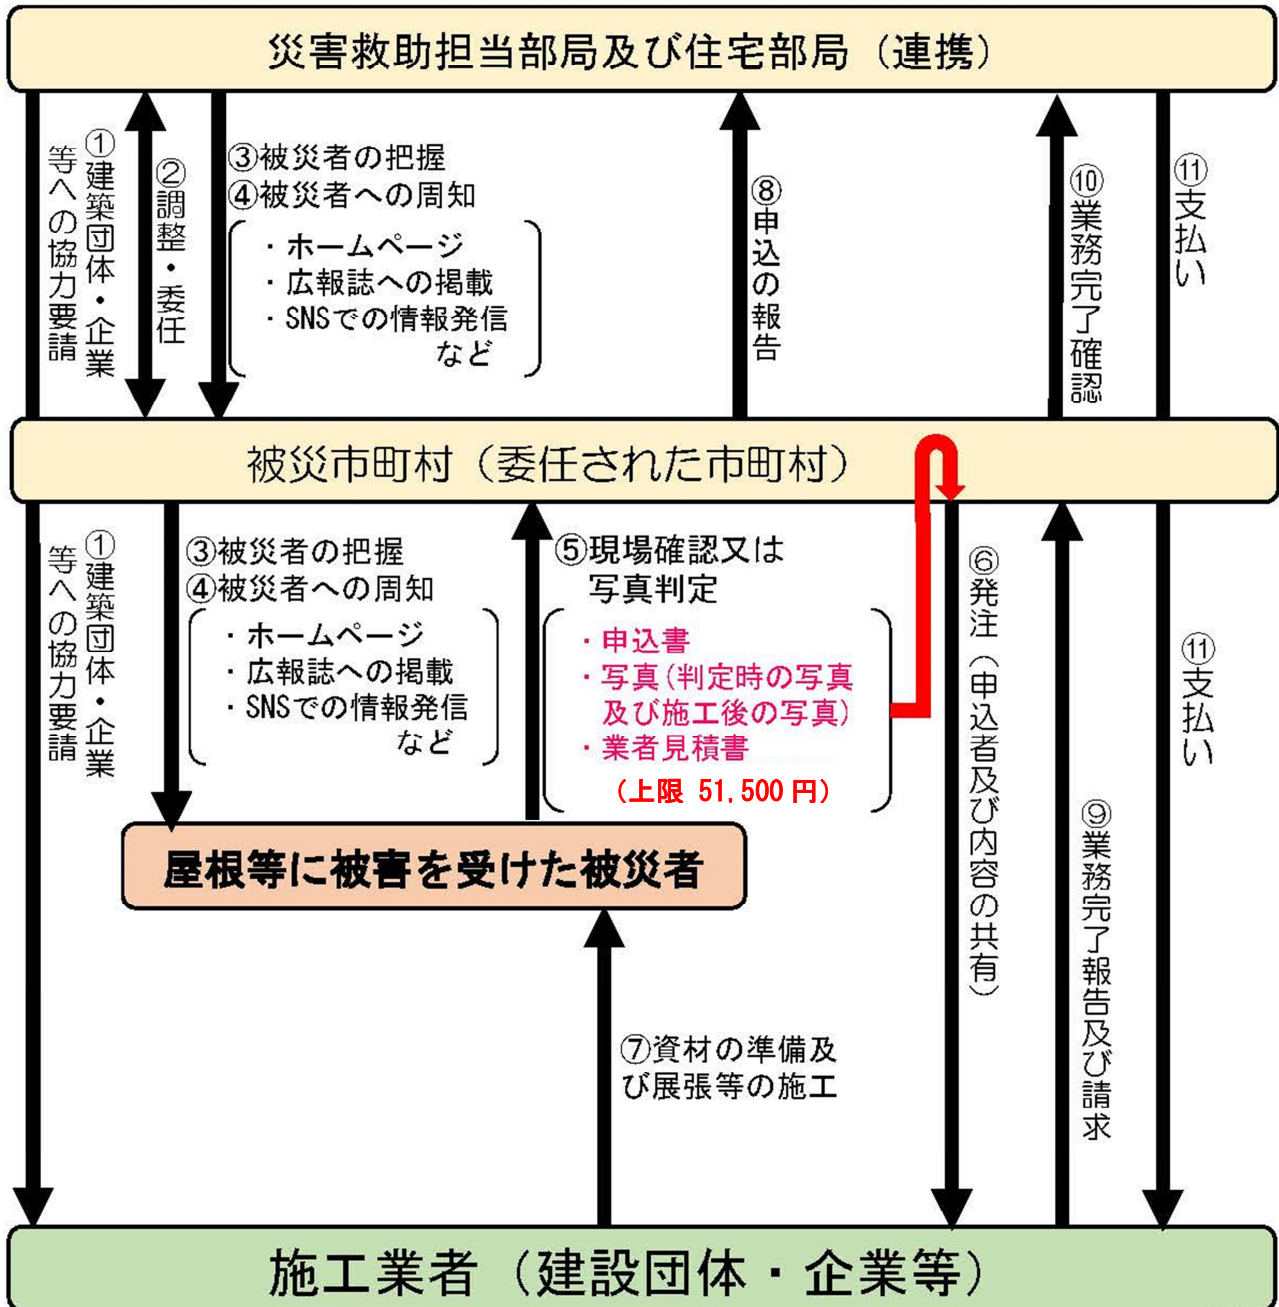 災害救助担当部局及び住宅部局（連携）
①建築団体・企業
等への協力要請
②調整・委任
③被災者の把握
④被災者への周知
・ホームページ
・広報誌への掲載
・SNSでの情報発信
など
⑧申込の報告
⑩業務完了確認
⑪支払い
被災市町村（委任された市町村）
①建築団体・企業
等への協力要請
③被災者の把握
④被災者への周知
・ホームページ
・広報誌への掲載
・SNSでの情報発信
など
⑤現場確認又は
写真判定
・申込書
・写真(判定時の写真
及び施工後の写真)
・業者見積書
（上限 51,500 円）
⑥発注（申込者及び内容の共有）
⑨業務完了報告及び請求
⑪支払い
屋根等に被害を受けた被災者
⑦資材の準備及
び展張等の施工
施工業者（建設団体・企業等）